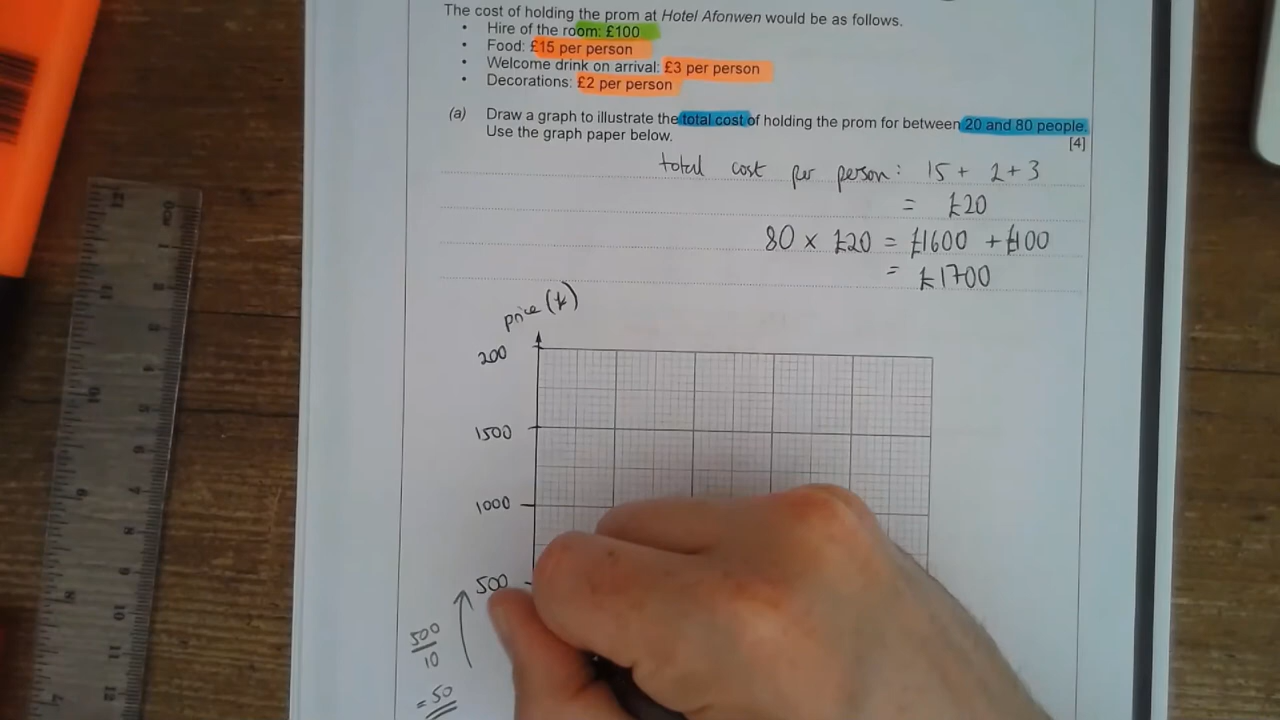 The cost of holding the prom at Hotel Afonwen would be as follows.
• Hire of the room: £100
• Food: £15 per person
• Welcome drink on arrival: £3 per person
• Decorations: £2 per person
(a) Draw a graph to illustrate the total cost of holding the prom for between 20 and 80 people.
Use the graph paper below.
[4]
total cost per person: 15 + 2 + 3
= £20
80 × £20 = £1600 + £100
= £1700
price (£)
200
1500
1000
500
500
10
= 50